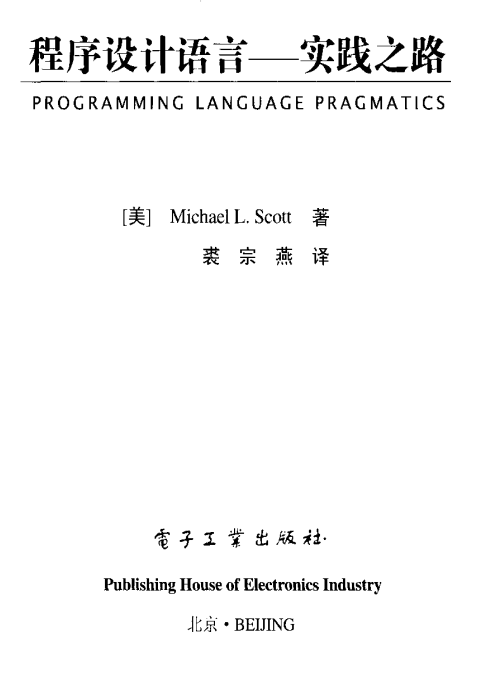 程序设计语言——实践之路
PROGRAMMING LANGUAGE PRAGMATICS
[美] Michael L. Scott 著
裘宗燕 译
電子工業出版社·
Publishing House of Electronics Industry
北京·BEIJING